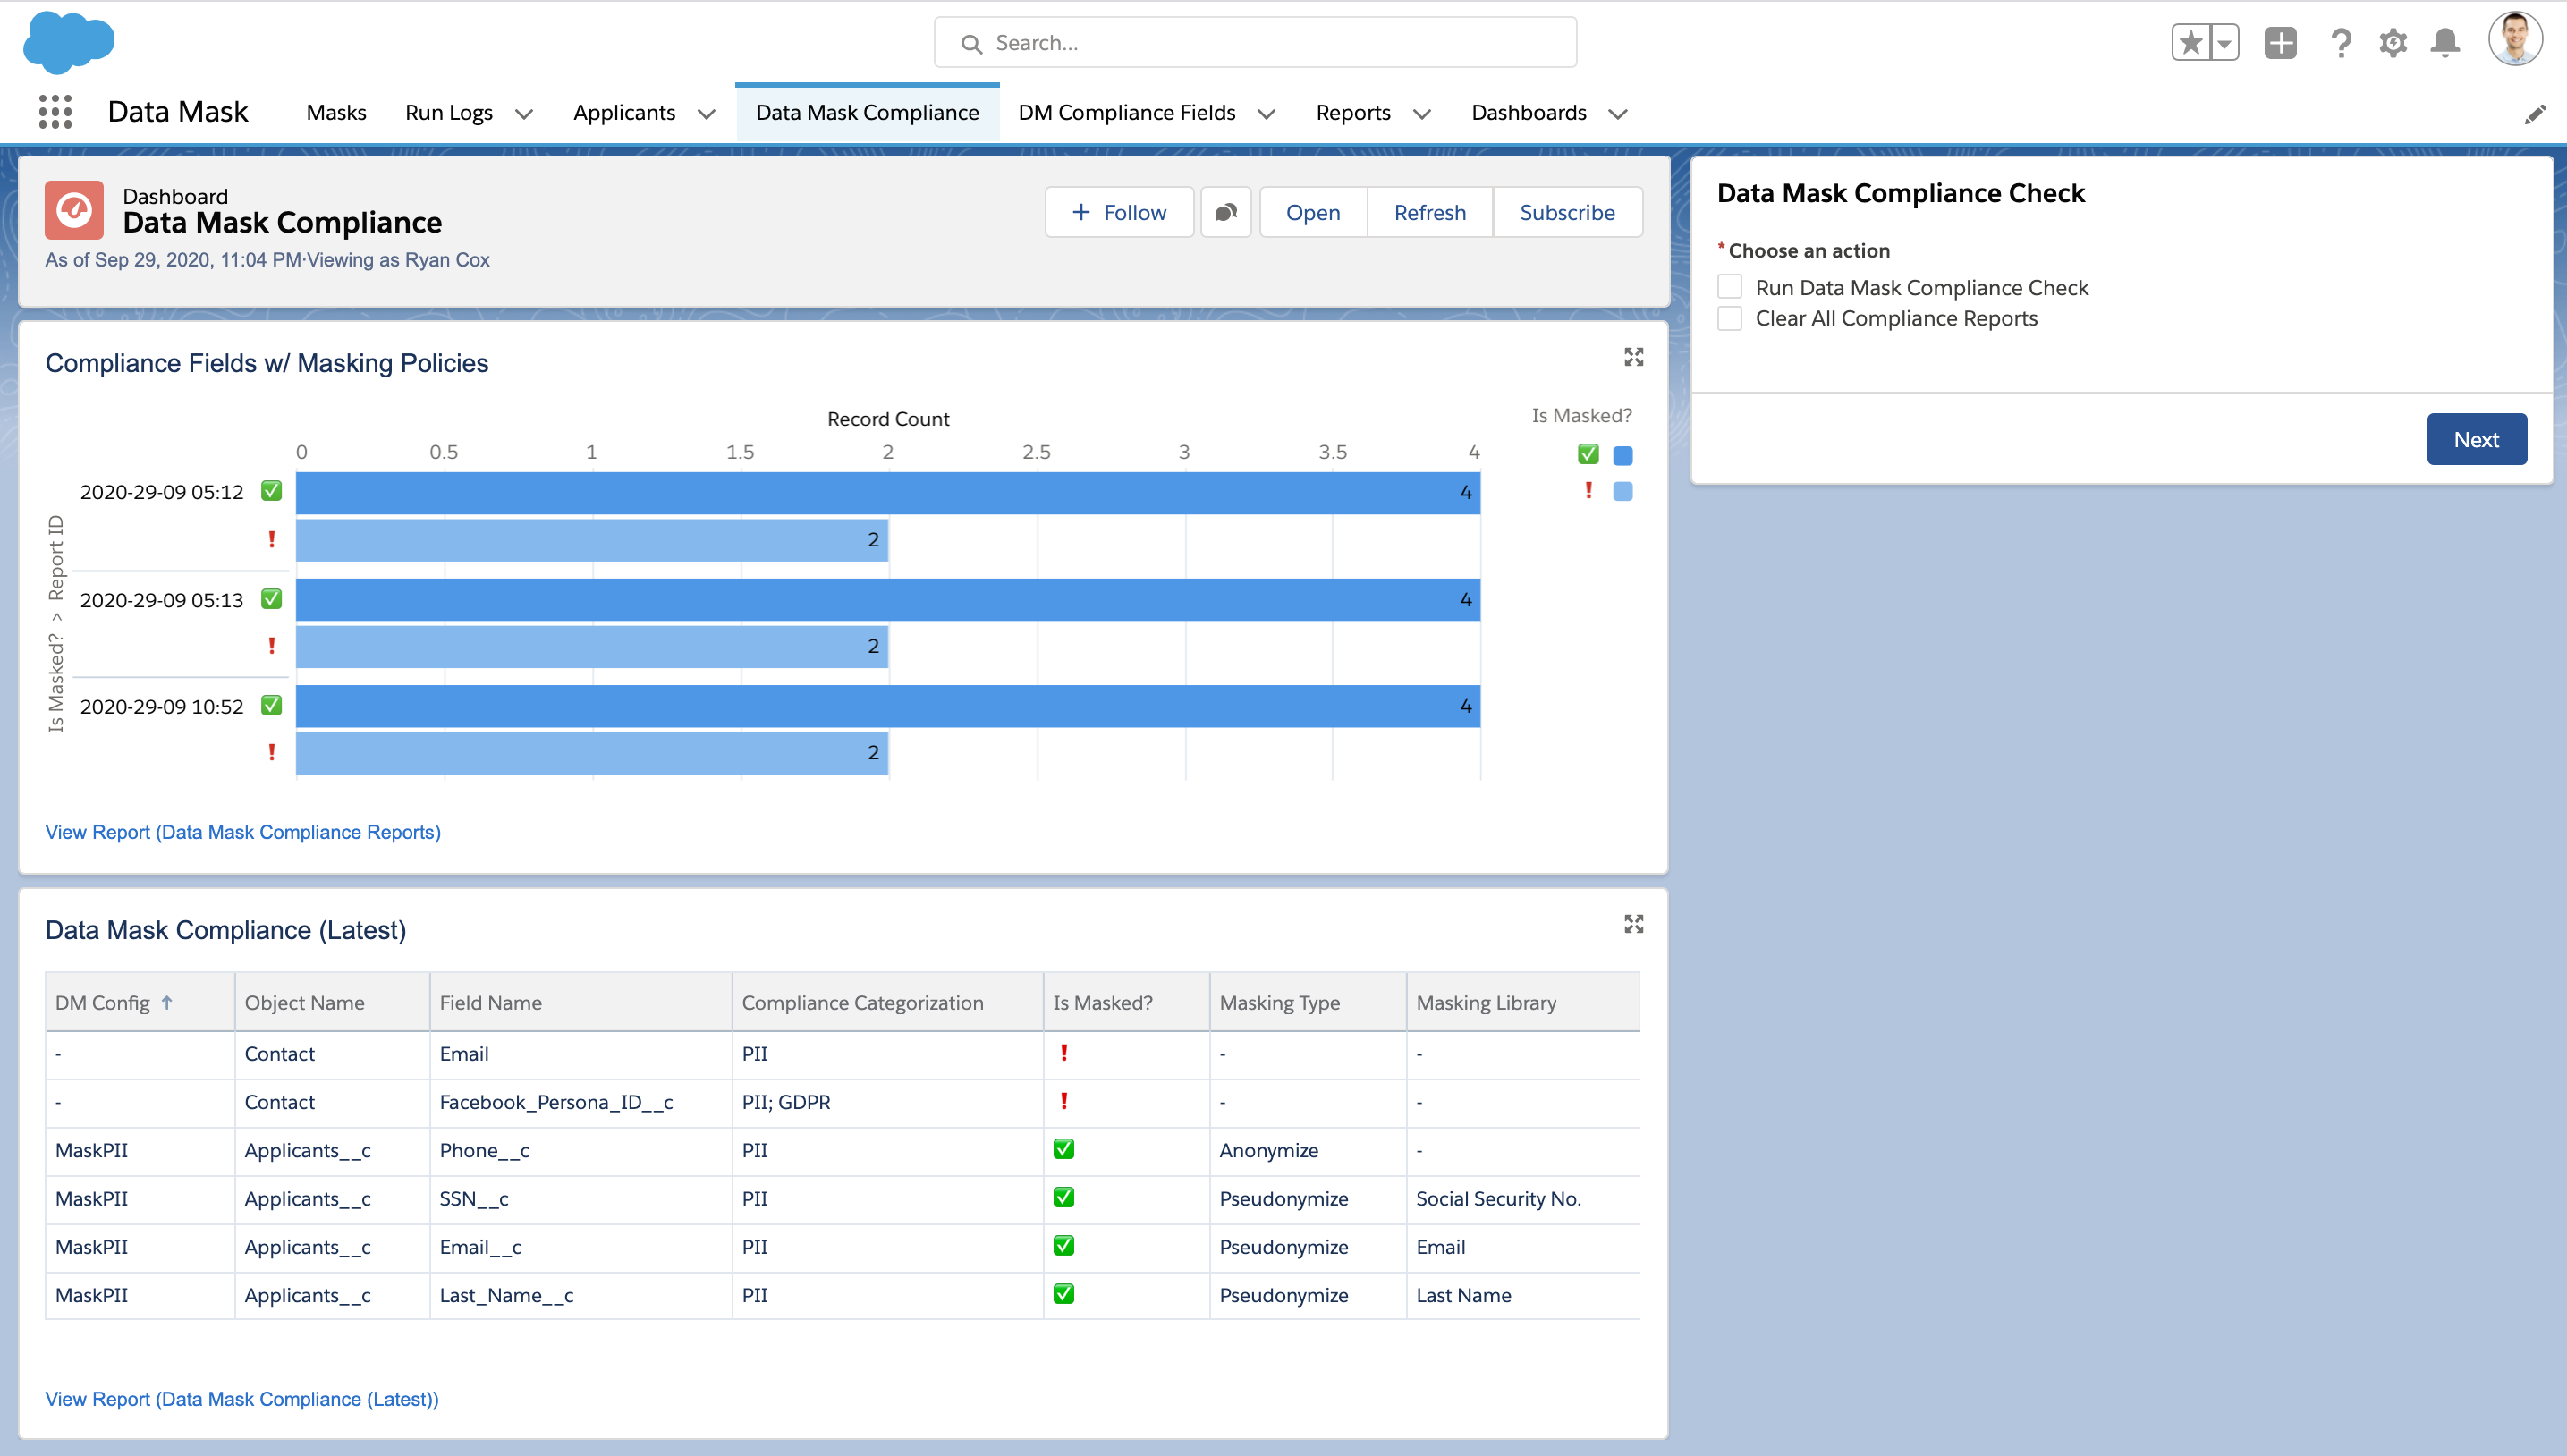 Search...
Data Mask
Masks
Run Logs
Applicants
Data Mask Compliance
DM Compliance Fields
Reports
Dashboards
Dashboard
Data Mask Compliance
As of Sep 29, 2020, 11:04 PM·Viewing as Ryan Cox
+ Follow
Open
Refresh
Subscribe
Compliance Fields w/ Masking Policies
Record Count
0 0.5 1 1.5 2 2.5 3 3.5 4
Is Masked? > Report ID
2020-29-09 05:12 ✅ 4
❗ 2
2020-29-09 05:13 ✅ 4
❗ 2
2020-29-09 10:52 ✅ 4
❗ 2
Is Masked?
✅
❗
View Report (Data Mask Compliance Reports)
Data Mask Compliance (Latest)
DM Config ↑ Object Name Field Name Compliance Categorization Is Masked? Masking Type Masking Library
- Contact Email PII ❗ - -
- Contact Facebook_Persona_ID__c PII; GDPR ❗ - -
MaskPII Applicants__c Phone__c PII ✅ Anonymize -
MaskPII Applicants__c SSN__c PII ✅ Pseudonymize Social Security No.
MaskPII Applicants__c Email__c PII ✅ Pseudonymize Email
MaskPII Applicants__c Last_Name__c PII ✅ Pseudonymize Last Name
View Report (Data Mask Compliance (Latest))
Data Mask Compliance Check
* Choose an action
Run Data Mask Compliance Check
Clear All Compliance Reports
Next